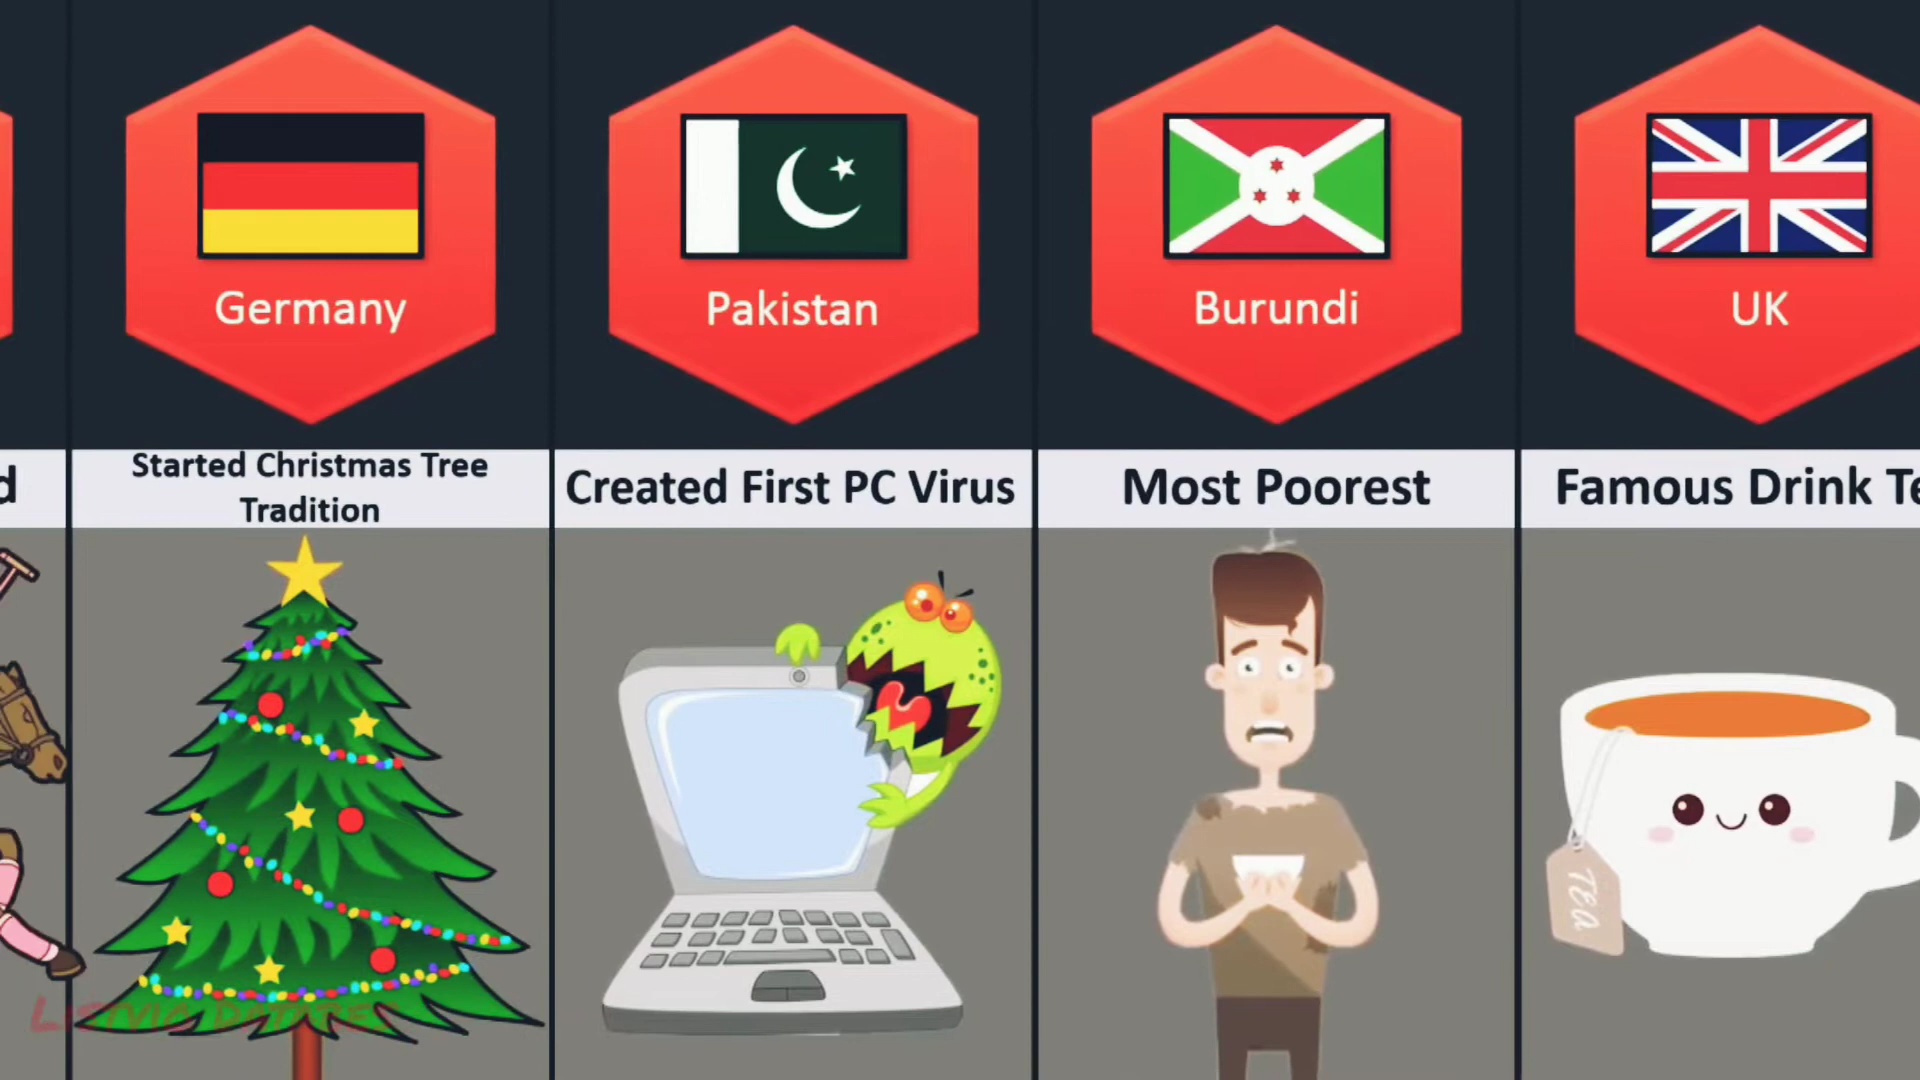 Germany
Pakistan
Burundi
UK
d
Started Christmas Tree
Tradition
Created First PC Virus
Most Poorest
Famous Drink Te
Tea